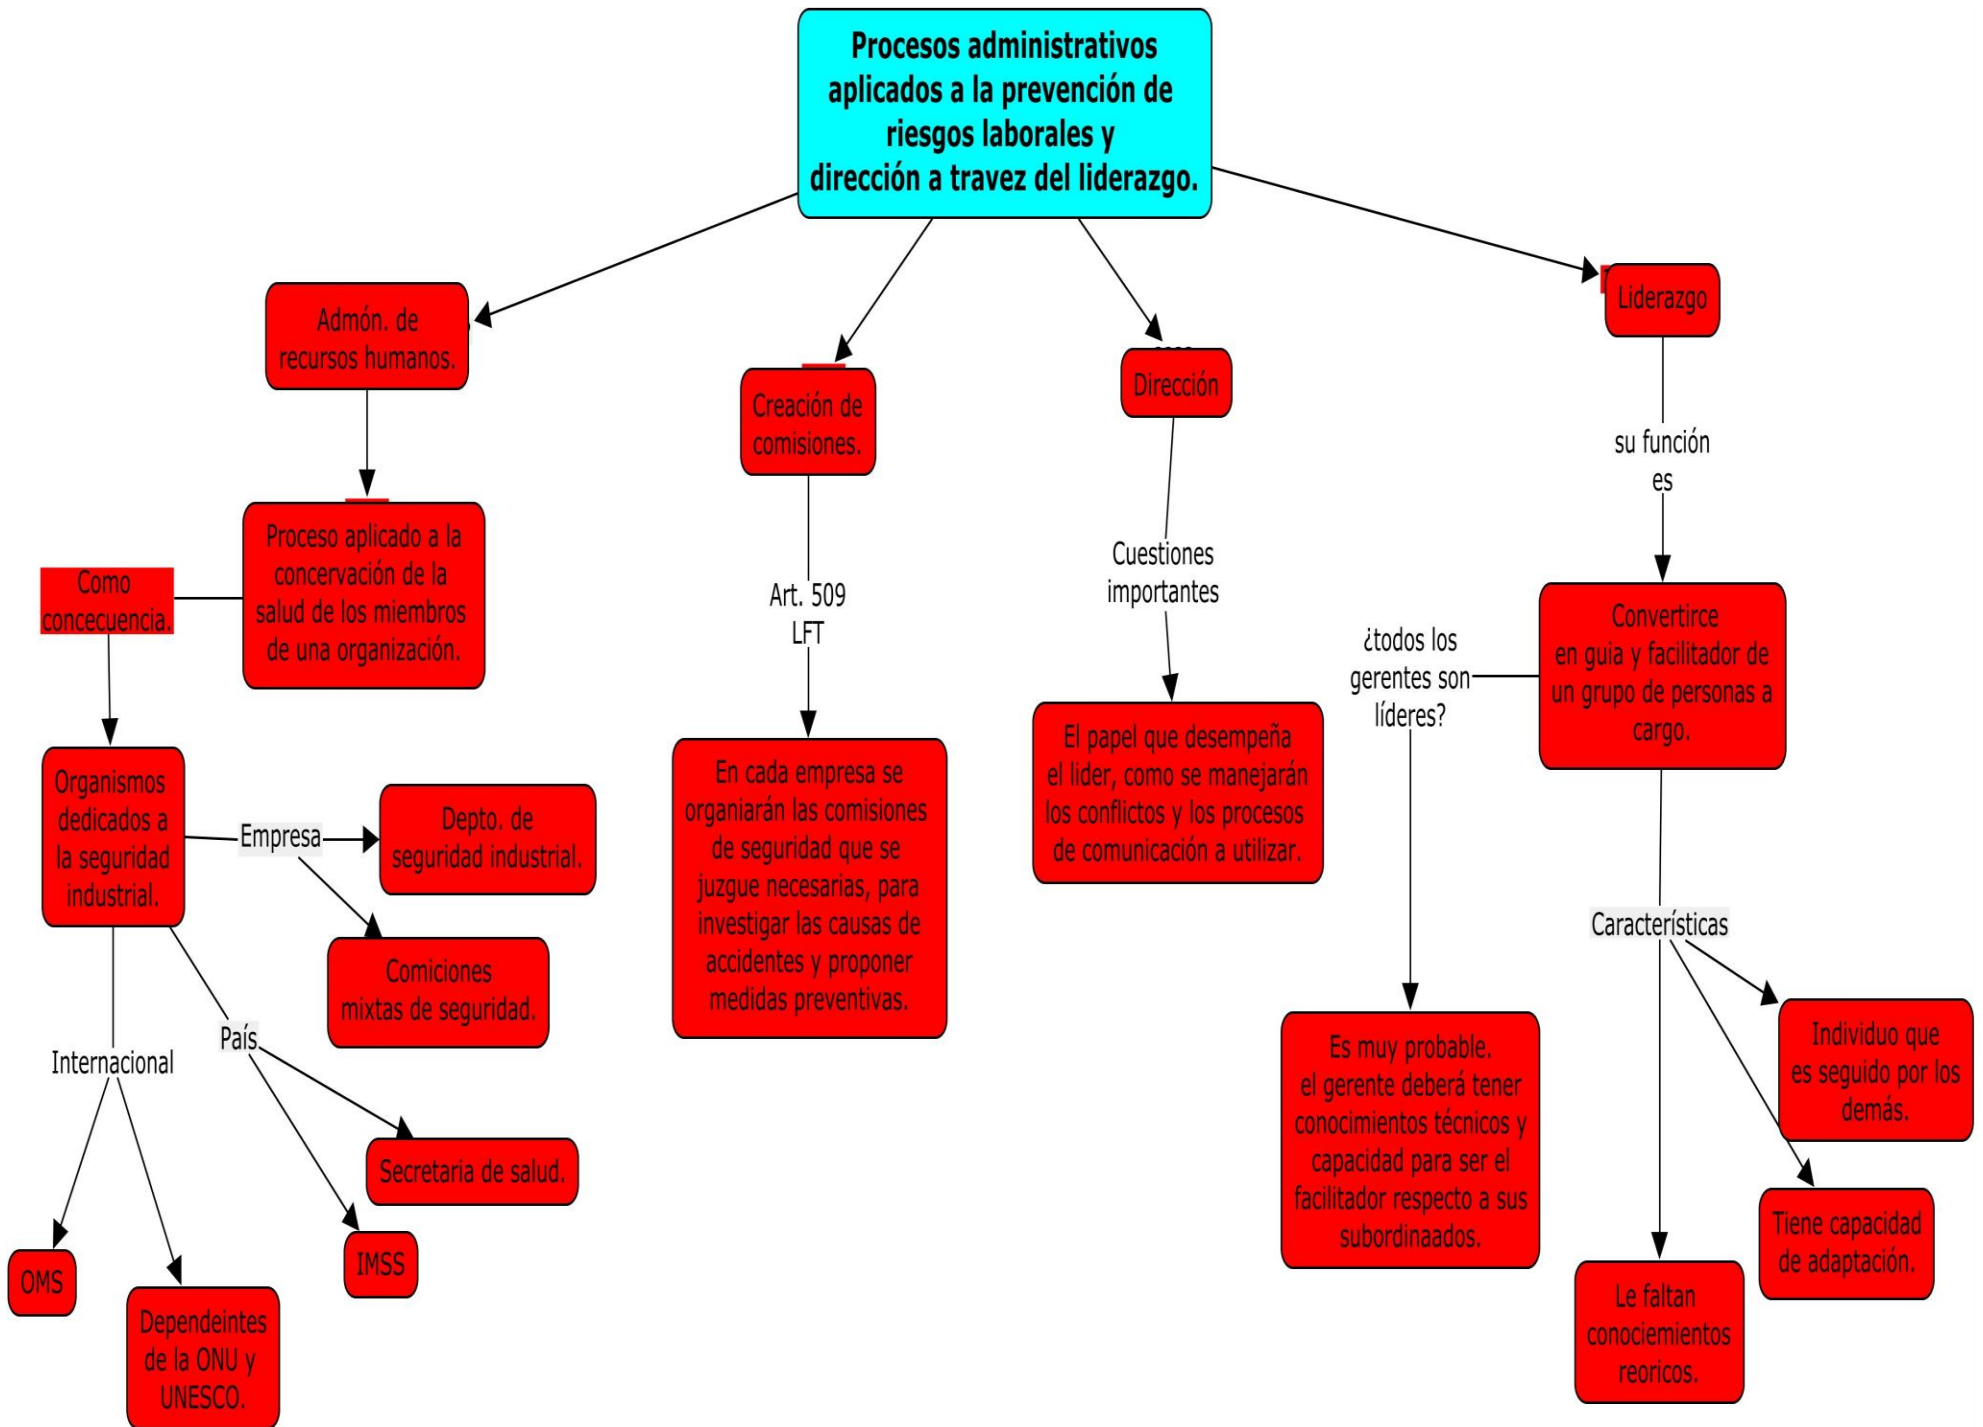 Procesos administrativos
aplicados a la prevención de
riesgos laborales y
dirección a travez del liderazgo.
Admón. de
recursos humanos.
Proceso aplicado a la
concervación de la
salud de los miembros
de una organización.
Como
concecuencia.
Organismos
dedicados a
la seguridad
industrial.
Empresa
Depto. de
seguridad industrial.
Comiciones
mixtas de seguridad.
País
Secretaria de salud.
IMSS
Internacional
OMS
Dependeintes
de la ONU y
UNESCO.
Creación de
comisiones.
Art. 509
LFT
En cada empresa se
organiarán las comisiones
de seguridad que se
juzgue necesarias, para
investigar las causas de
accidentes y proponer
medidas preventivas.
Dirección
Cuestiones
importantes
El papel que desempeña
el lider, como se manejarán
los conflictos y los procesos
de comunicación a utilizar.
Liderazgo
su función
es
Convertirce
en guia y facilitador de
un grupo de personas a
cargo.
¿todos los
gerentes son
líderes?
Es muy probable.
el gerente deberá tener
conocimientos técnicos y
capacidad para ser el
facilitador respecto a sus
subordinaados.
Características
Individuo que
es seguido por los
demás.
Tiene capacidad
de adaptación.
Le faltan
conociemientos
reoricos.